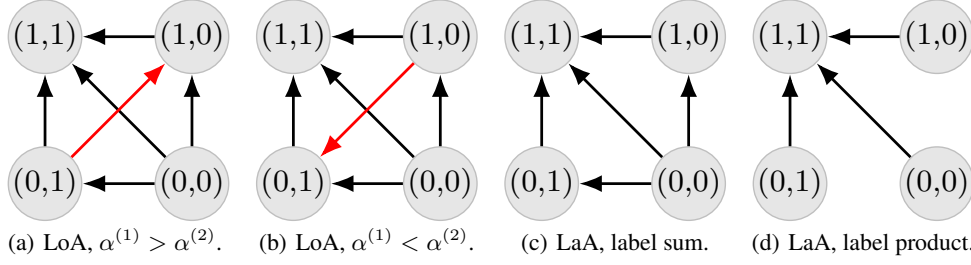 (1,1) (1,0) (1,1) (1,0) (1,1) (1,0) (1,1) (1,0)
(0,1) (0,0) (0,1) (0,0) (0,1) (0,0) (0,1) (0,0)
(a) LoA, α⁽¹⁾ > α⁽²⁾. (b) LoA, α⁽¹⁾ < α⁽²⁾. (c) LaA, label sum. (d) LaA, label product.